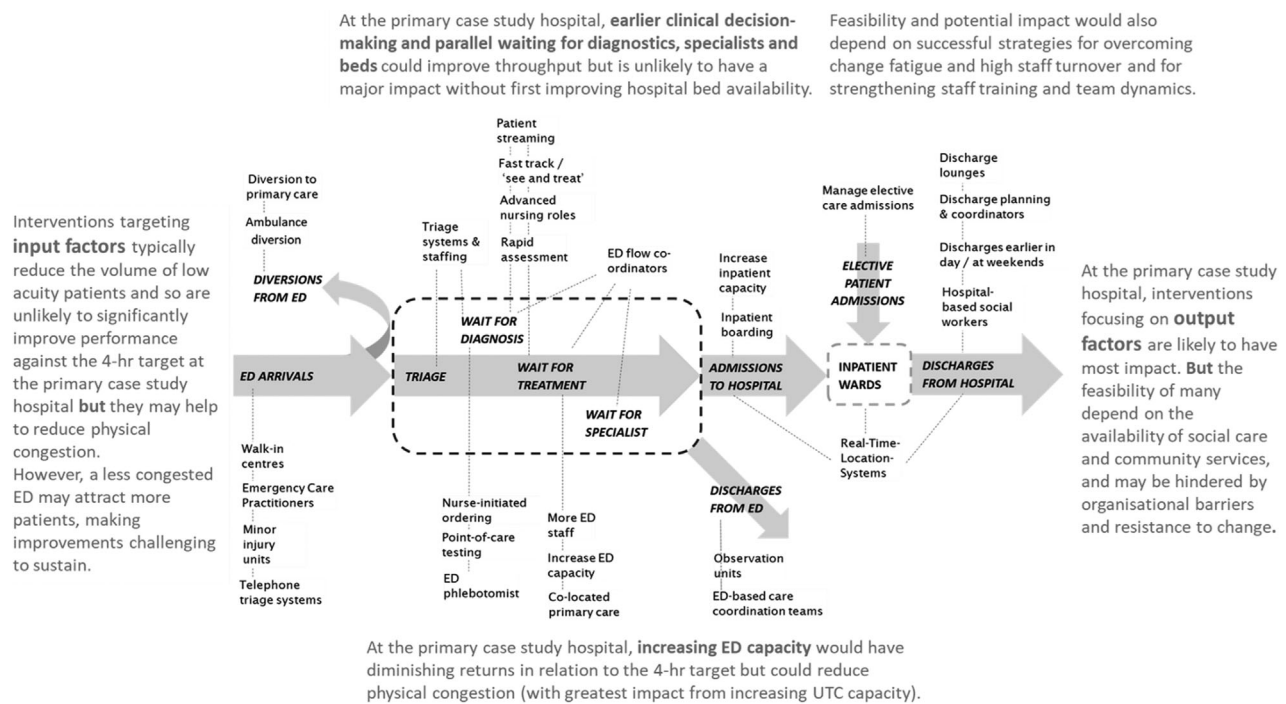 At the primary case study hospital, earlier clinical decision-
making and parallel waiting for diagnostics, specialists and
beds could improve throughput but is unlikely to have a
major impact without first improving hospital bed availability.
Feasibility and potential impact would also
depend on successful strategies for overcoming
change fatigue and high staff turnover and for
strengthening staff training and team dynamics.
Interventions targeting
input factors typically
reduce the volume of low
acuity patients and so are
unlikely to significantly
improve performance
against the 4-hr target at
the primary case study
hospital but they may help
to reduce physical
congestion.
However, a less congested
ED may attract more
patients, making
improvements challenging
to sustain.
Diversion to
primary care
Ambulance
diversion
DIVERSIONS
FROM ED
ED ARRIVALS
Walk-in
centres
Emergency Care
Practitioners
Minor
injury
units
Telephone
triage systems
Patient
streaming
Fast track /
‘see and treat’
Advanced
nursing roles
Rapid
assessment
Triage
systems &
staffing
ED flow co-
ordinators
WAIT FOR
DIAGNOSIS
TRIAGE
WAIT FOR
TREATMENT
WAIT FOR
SPECIALIST
Nurse-initiated
ordering
Point-of-care
testing
ED
phlebotomist
More ED
staff
Increase ED
capacity
Co-located
primary care
Increase
inpatient
capacity
Inpatient
boarding
ADMISSIONS
TO HOSPITAL
DISCHARGES
FROM ED
Observation
units
ED-based care
coordination teams
Manage elective
care admissions
ELECTIVE
PATIENT
ADMISSIONS
INPATIENT
WARDS
Real-Time-
Location-
Systems
Discharge
lounges
Discharge planning
& coordinators
Discharges earlier in
day / at weekends
Hospital-
based social
workers
DISCHARGES
FROM HOSPITAL
At the primary case study
hospital, interventions
focusing on output
factors are likely to have
most impact. But the
feasibility of many
depend on the
availability of social care
and community services,
and may be hindered by
organisational barriers
and resistance to change.
At the primary case study hospital, increasing ED capacity would have
diminishing returns in relation to the 4-hr target but could reduce
physical congestion (with greatest impact from increasing UTC capacity).